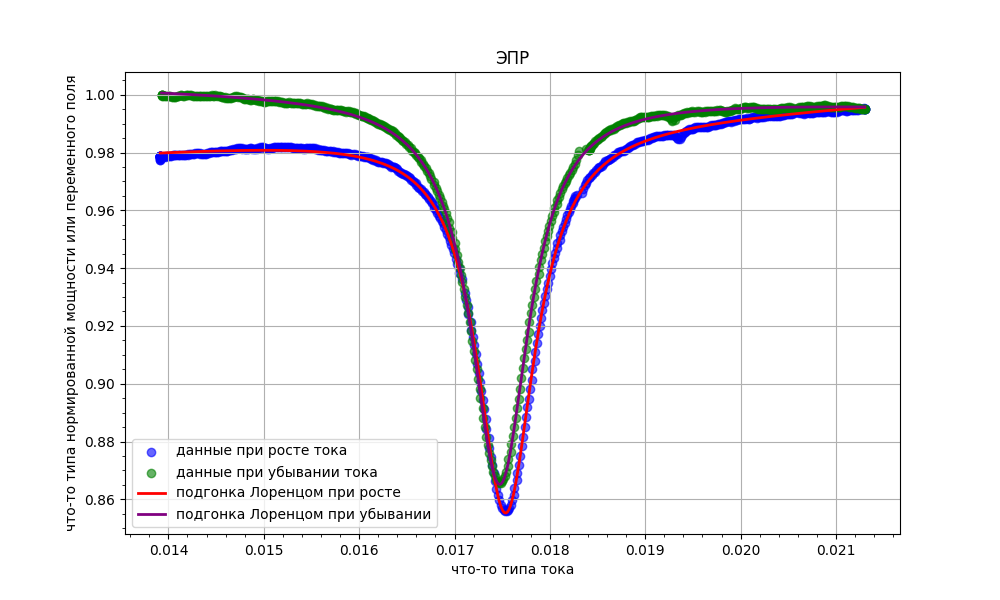 ЭПР
что-то типа нормированной мощности или переменного поля
1.00
0.98
0.96
0.94
0.92
0.90
0.88
0.86
данные при росте тока
данные при убывании тока
подгонка Лоренцом при росте
подгонка Лоренцом при убывании
0.014 0.015 0.016 0.017 0.018 0.019 0.020 0.021
что-то типа тока